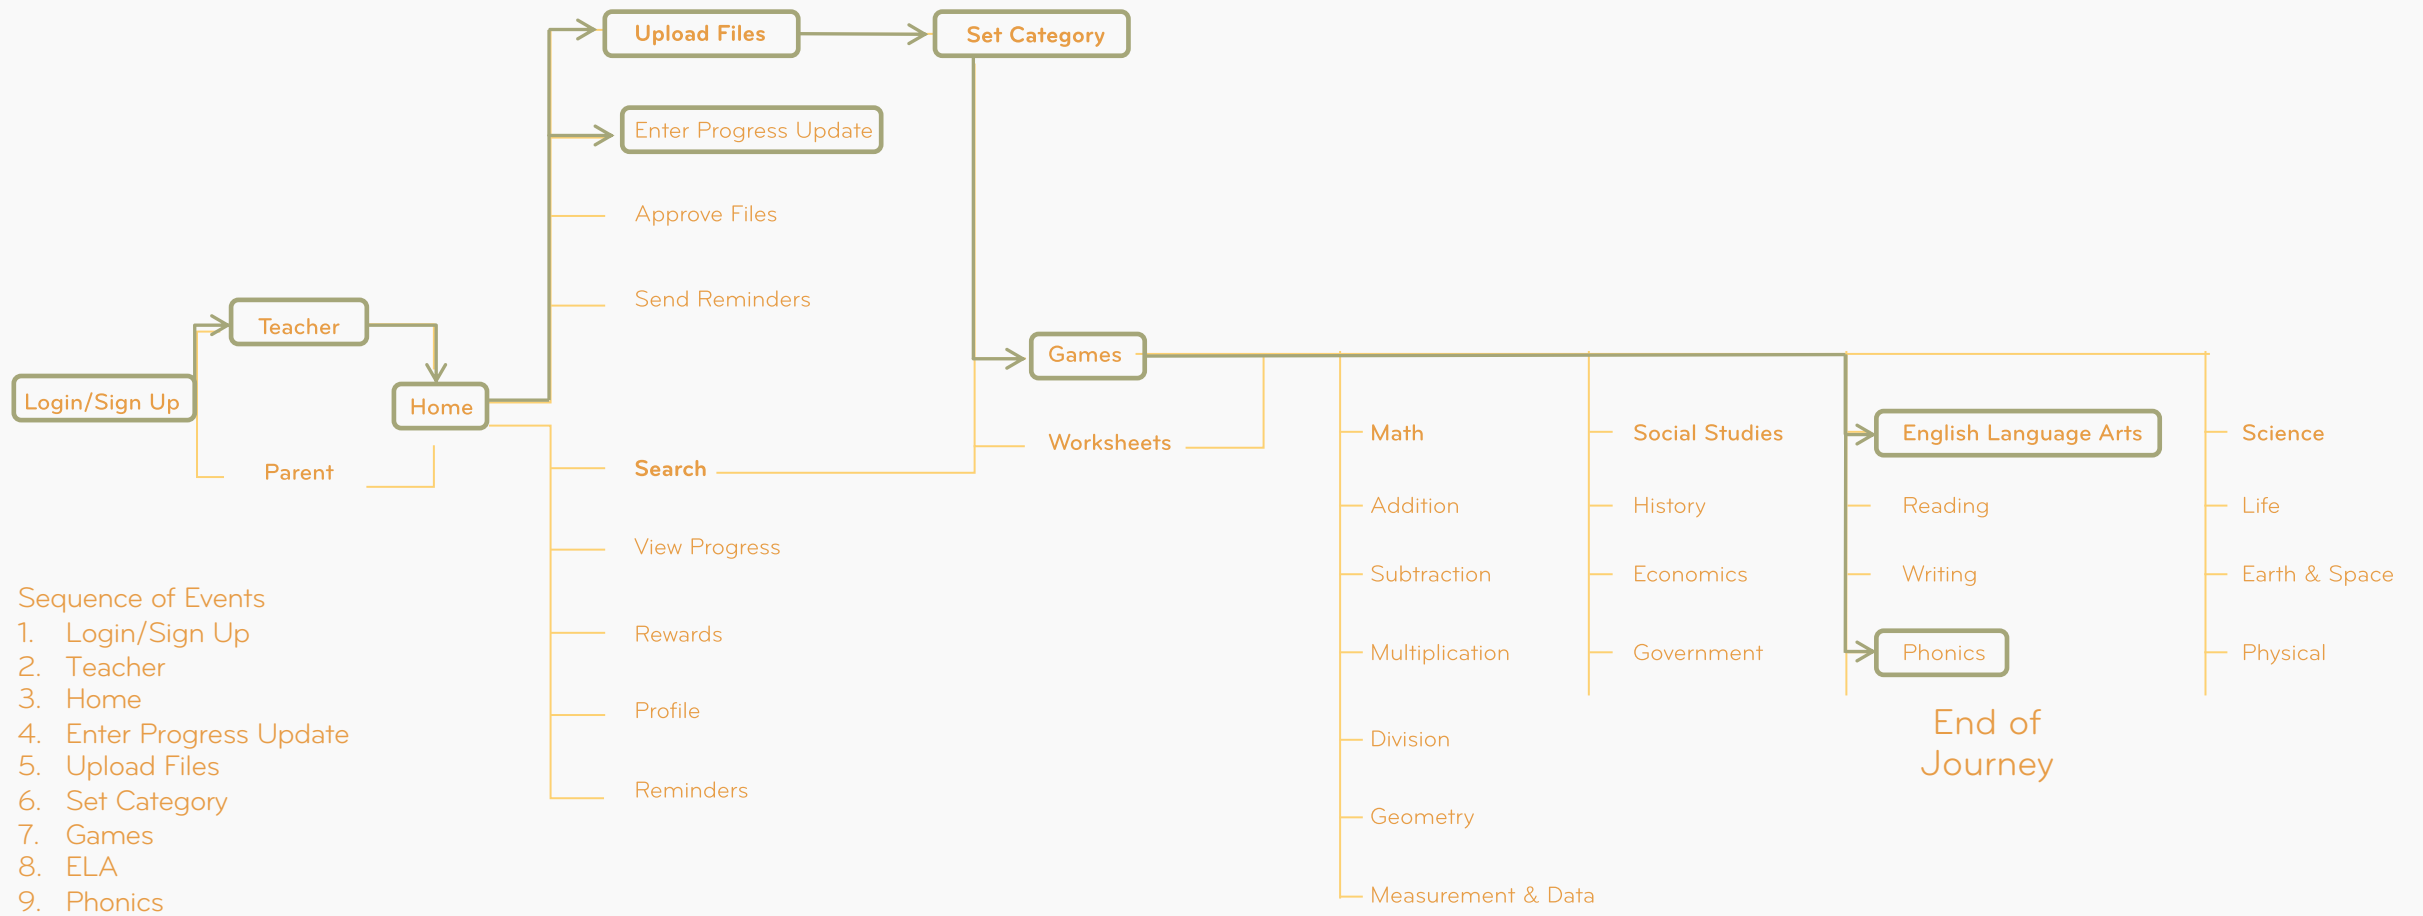 Upload Files
Set Category
Enter Progress Update
Approve Files
Send Reminders
Teacher
Login/Sign Up
Home
Parent
Games
Worksheets
Search
View Progress
Rewards
Profile
Reminders
Math
Addition
Subtraction
Multiplication
Division
Geometry
Measurement & Data
Social Studies
History
Economics
Government
English Language Arts
Reading
Writing
Phonics
End of
Journey
Science
Life
Earth & Space
Physical
Sequence of Events
1. Login/Sign Up
2. Teacher
3. Home
4. Enter Progress Update
5. Upload Files
6. Set Category
7. Games
8. ELA
9. Phonics